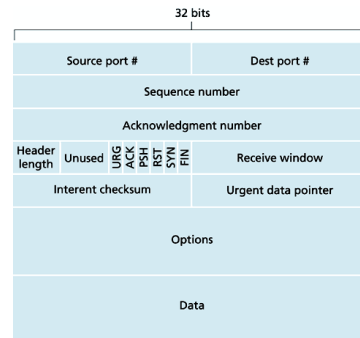 32 bits
Source port # Dest port #
Sequence number
Acknowledgment number
Header length Unused URG ACK PSH RST SYN FIN Receive window
Interent checksum Urgent data pointer
Options
Data